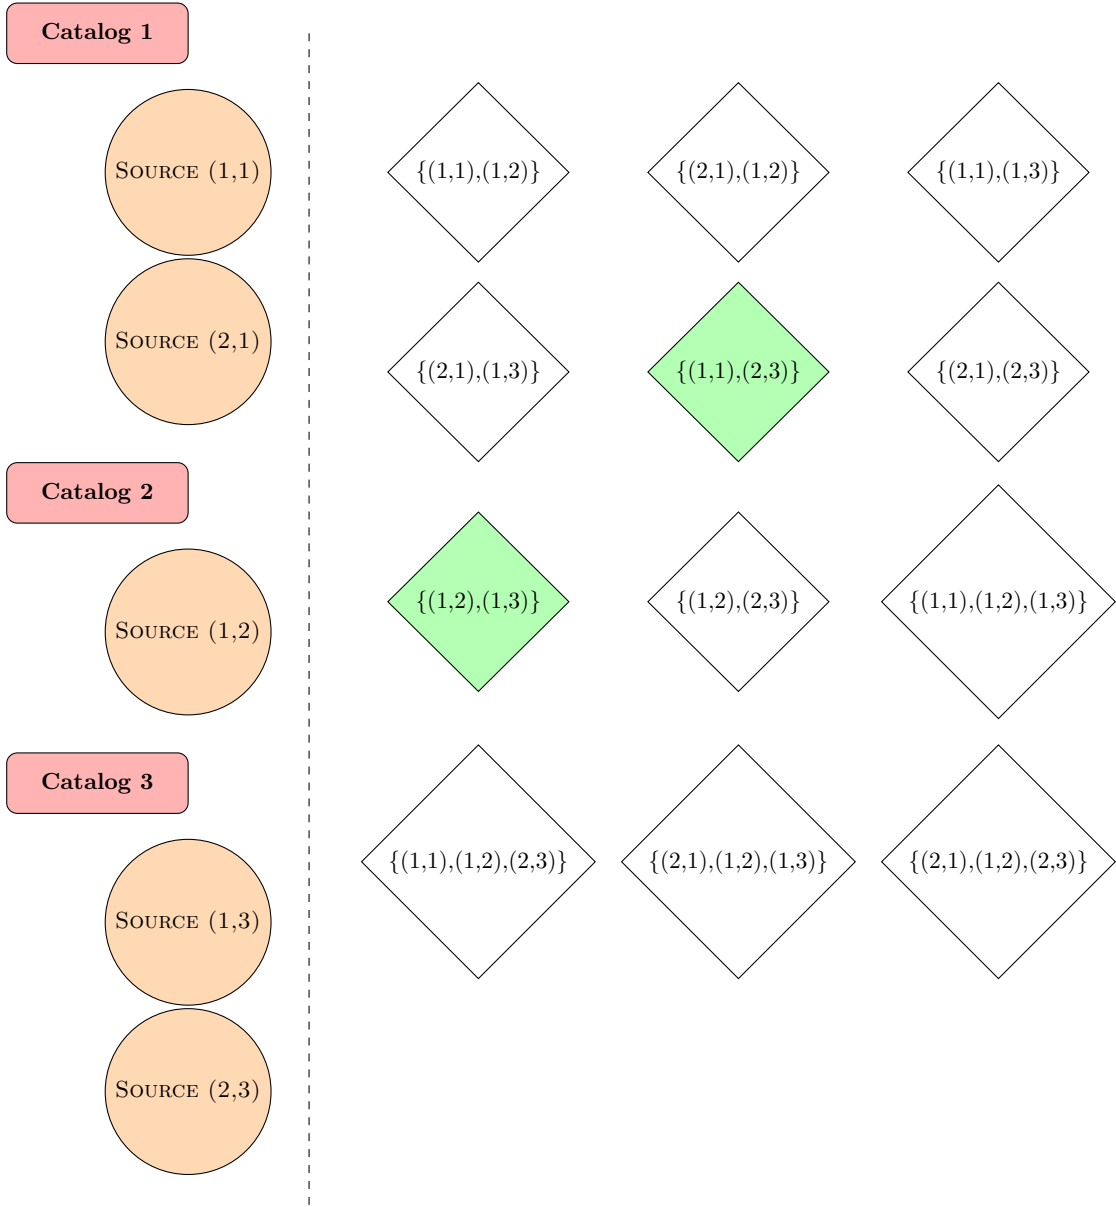 Catalog 1
Source (1,1)
Source (2,1)
Catalog 2
Source (1,2)
Catalog 3
Source (1,3)
Source (2,3)
{(1,1),(1,2)}
{(2,1),(1,2)}
{(1,1),(1,3)}
{(2,1),(1,3)}
{(1,1),(2,3)}
{(2,1),(2,3)}
{(1,2),(1,3)}
{(1,2),(2,3)}
{(1,1),(1,2),(1,3)}
{(1,1),(1,2),(2,3)}
{(2,1),(1,2),(1,3)}
{(2,1),(1,2),(2,3)}